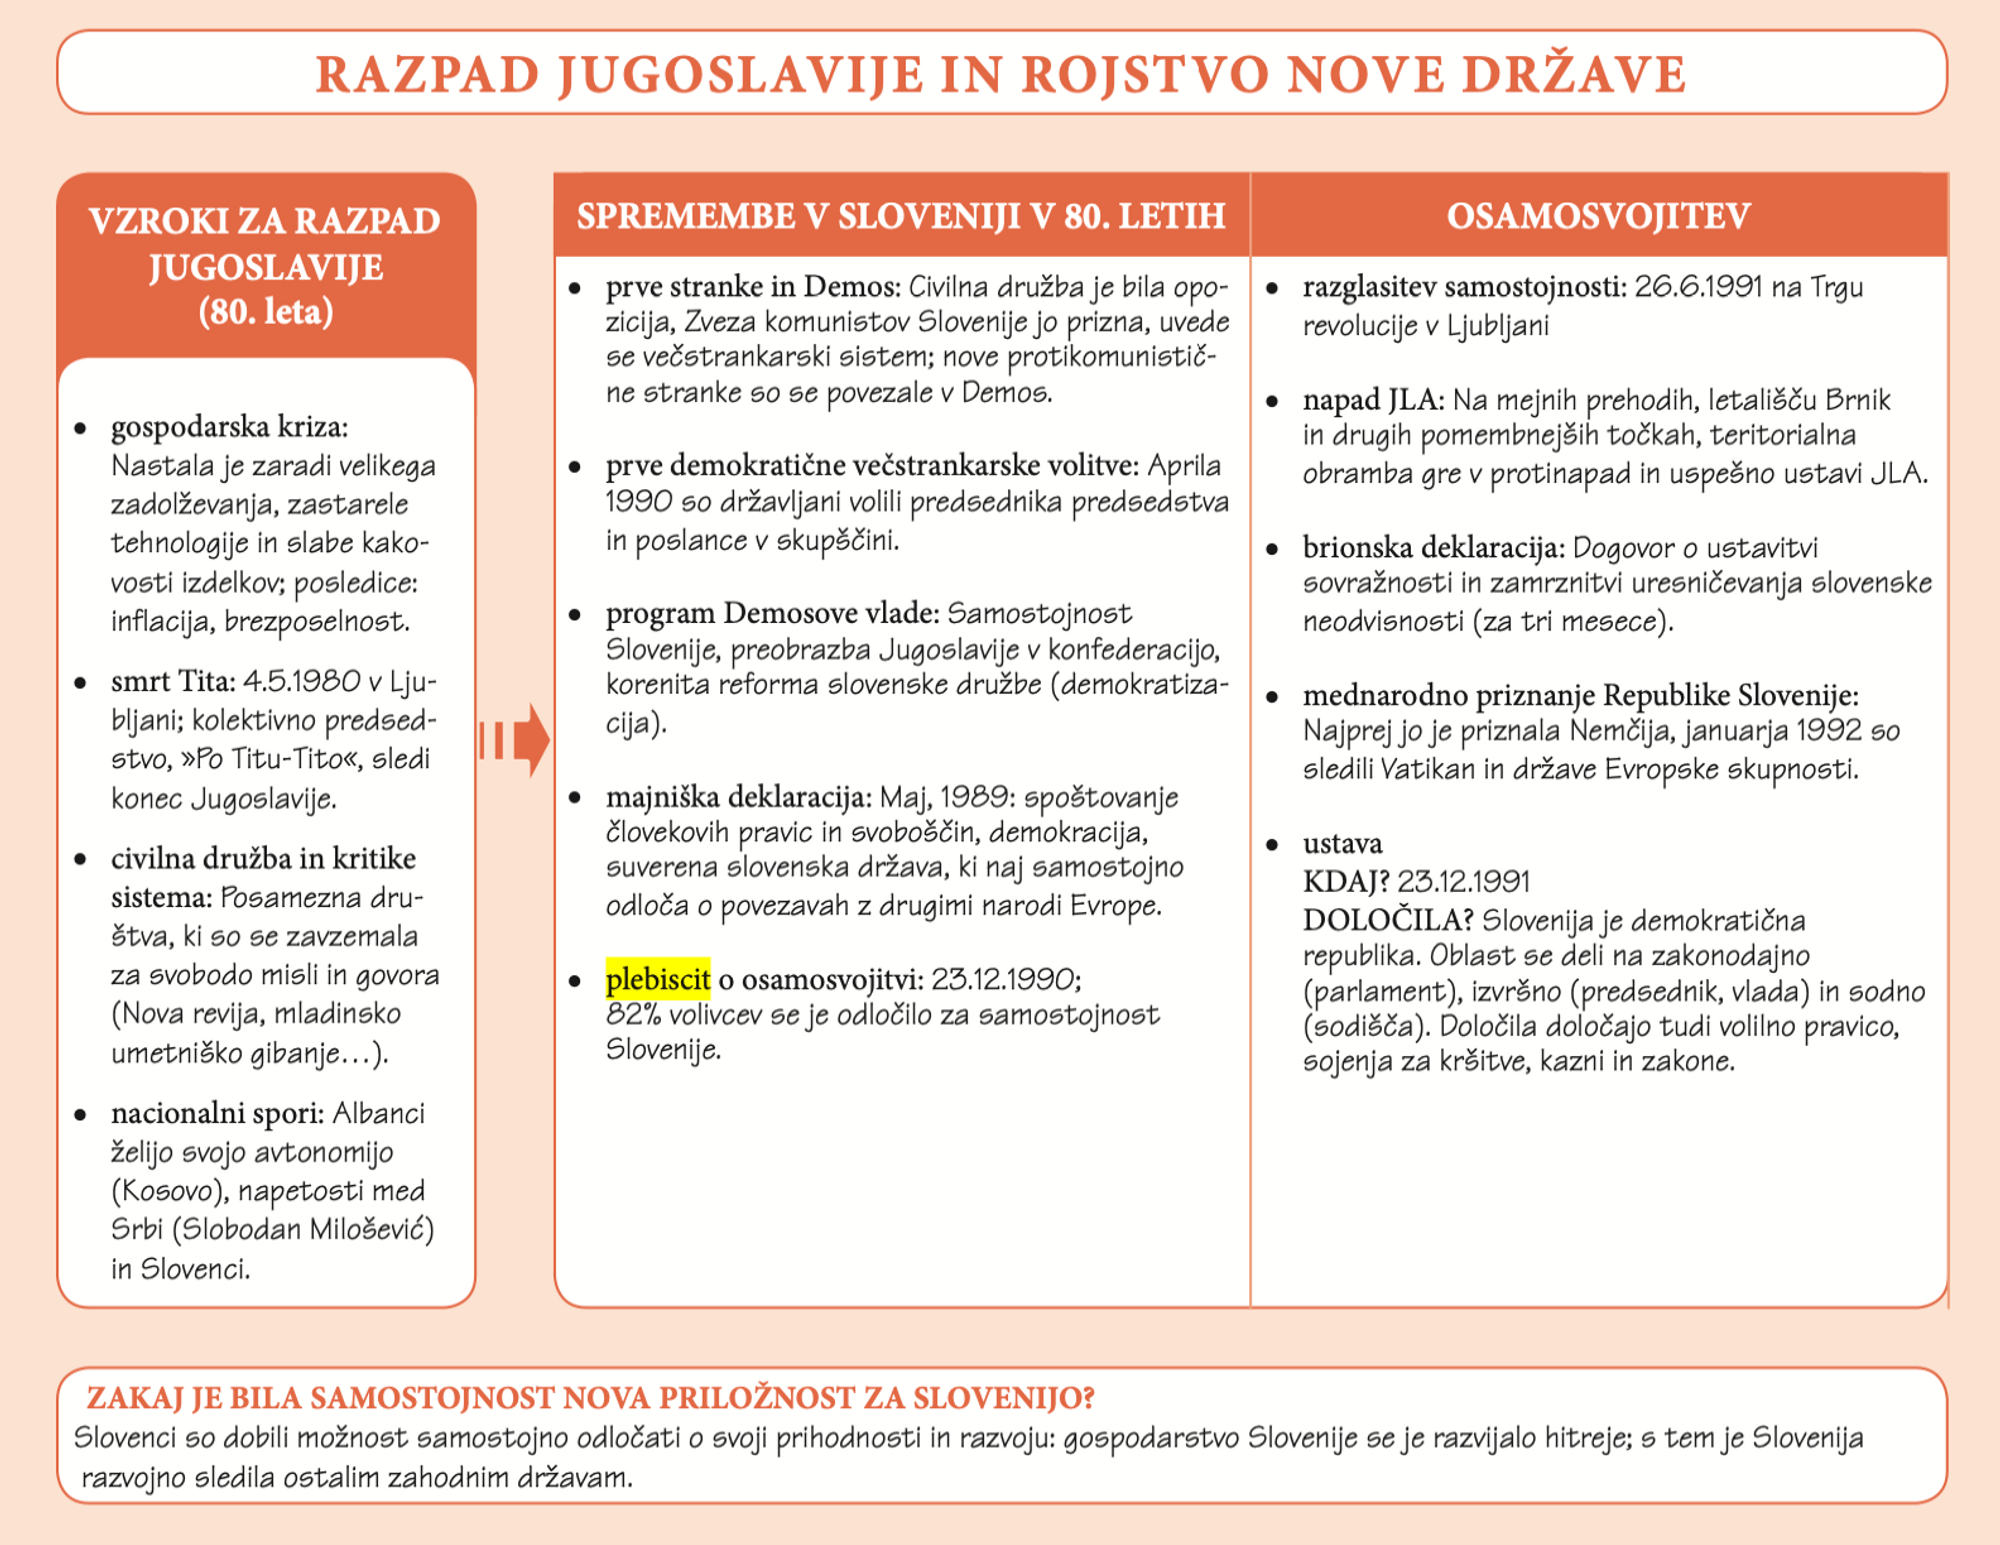 RAZPAD JUGOSLAVIJE IN ROJSTVO NOVE DRŽAVE
VZROKI ZA RAZPAD
JUGOSLAVIJE
(80. leta)
• gospodarska kriza:
Nastala je zaradi velikega
zadolževanja, zastarele
tehnologije in slabe kako-
vosti izdelkov; posledice:
inflacija, brezposelnost.
• smrt Tita: 4.5.1980 v Lju-
bljani; kolektivno predsed-
stvo, »Po Titu-Tito«, sledi
konec Jugoslavije.
• civilna družba in kritike
sistema: Posamezna dru-
štva, ki so se zavzemala
za svobodo misli in govora
(Nova revija, mladinsko
umetniško gibanje...).
• nacionalni spori: Albanci
želijo svojo avtonomijo
(Kosovo), napetosti med
Srbi (Slobodan Milošević)
in Slovenci.
SPREMEMBE V SLOVENIJI V 80. LETIH
• prve stranke in Demos: Civilna družba je bila opo-
zicija, Zveza komunistov Slovenije jo prizna, uvede
se večstrankarski sistem; nove protikomunistič-
ne stranke so se povezale v Demos.
• prve demokratične večstrankarske volitve: Aprila
1990 so državljani volili predsednika predsedstva
in poslance v skupščini.
• program Demosove vlade: Samostojnost
Slovenije, preobrazba Jugoslavije v konfederacijo,
korenita reforma slovenske družbe (demokratiza-
cija).
• majniška deklaracija: Maj, 1989: spoštovanje
človekovih pravic in svoboščin, demokracija,
suverena slovenska država, ki naj samostojno
odloča o povezavah z drugimi narodi Evrope.
• plebiscit o osamosvojitvi: 23.12.1990;
82% volivcev se je odločilo za samostojnost
Slovenije.
OSAMOSVOJITEV
• razglasitev samostojnosti: 26.6.1991 na Trgu
revolucije v Ljubljani
• napad JLA: Na mejnih prehodih, letališču Brnik
in drugih pomembnejših točkah, teritorialna
obramba gre v protinapad in uspešno ustavi JLA.
• brionska deklaracija: Dogovor o ustavitvi
sovražnosti in zamrznitvi uresničevanja slovenske
neodvisnosti (za tri mesece).
• mednarodno priznanje Republike Slovenije:
Najprej jo je priznala Nemčija, januarja 1992 so
sledili Vatikan in države Evropske skupnosti.
• ustava
KDAJ? 23.12.1991
DOLOČILA? Slovenija je demokratična
republika. Oblast se deli na zakonodajno
(parlament), izvršno (predsednik, vlada) in sodno
(sodišča). Določila določajo tudi volilno pravico,
sojenja za kršitve, kazni in zakone.
ZAKAJ JE BILA SAMOSTOJNOST NOVA PRILOŽNOST ZA SLOVENIJO?
Slovenci so dobili možnost samostojno odločati o svoji prihodnosti in razvoju: gospodarstvo Slovenije se je razvijalo hitreje; s tem je Slovenija
razvojno sledila ostalim zahodnim državam.